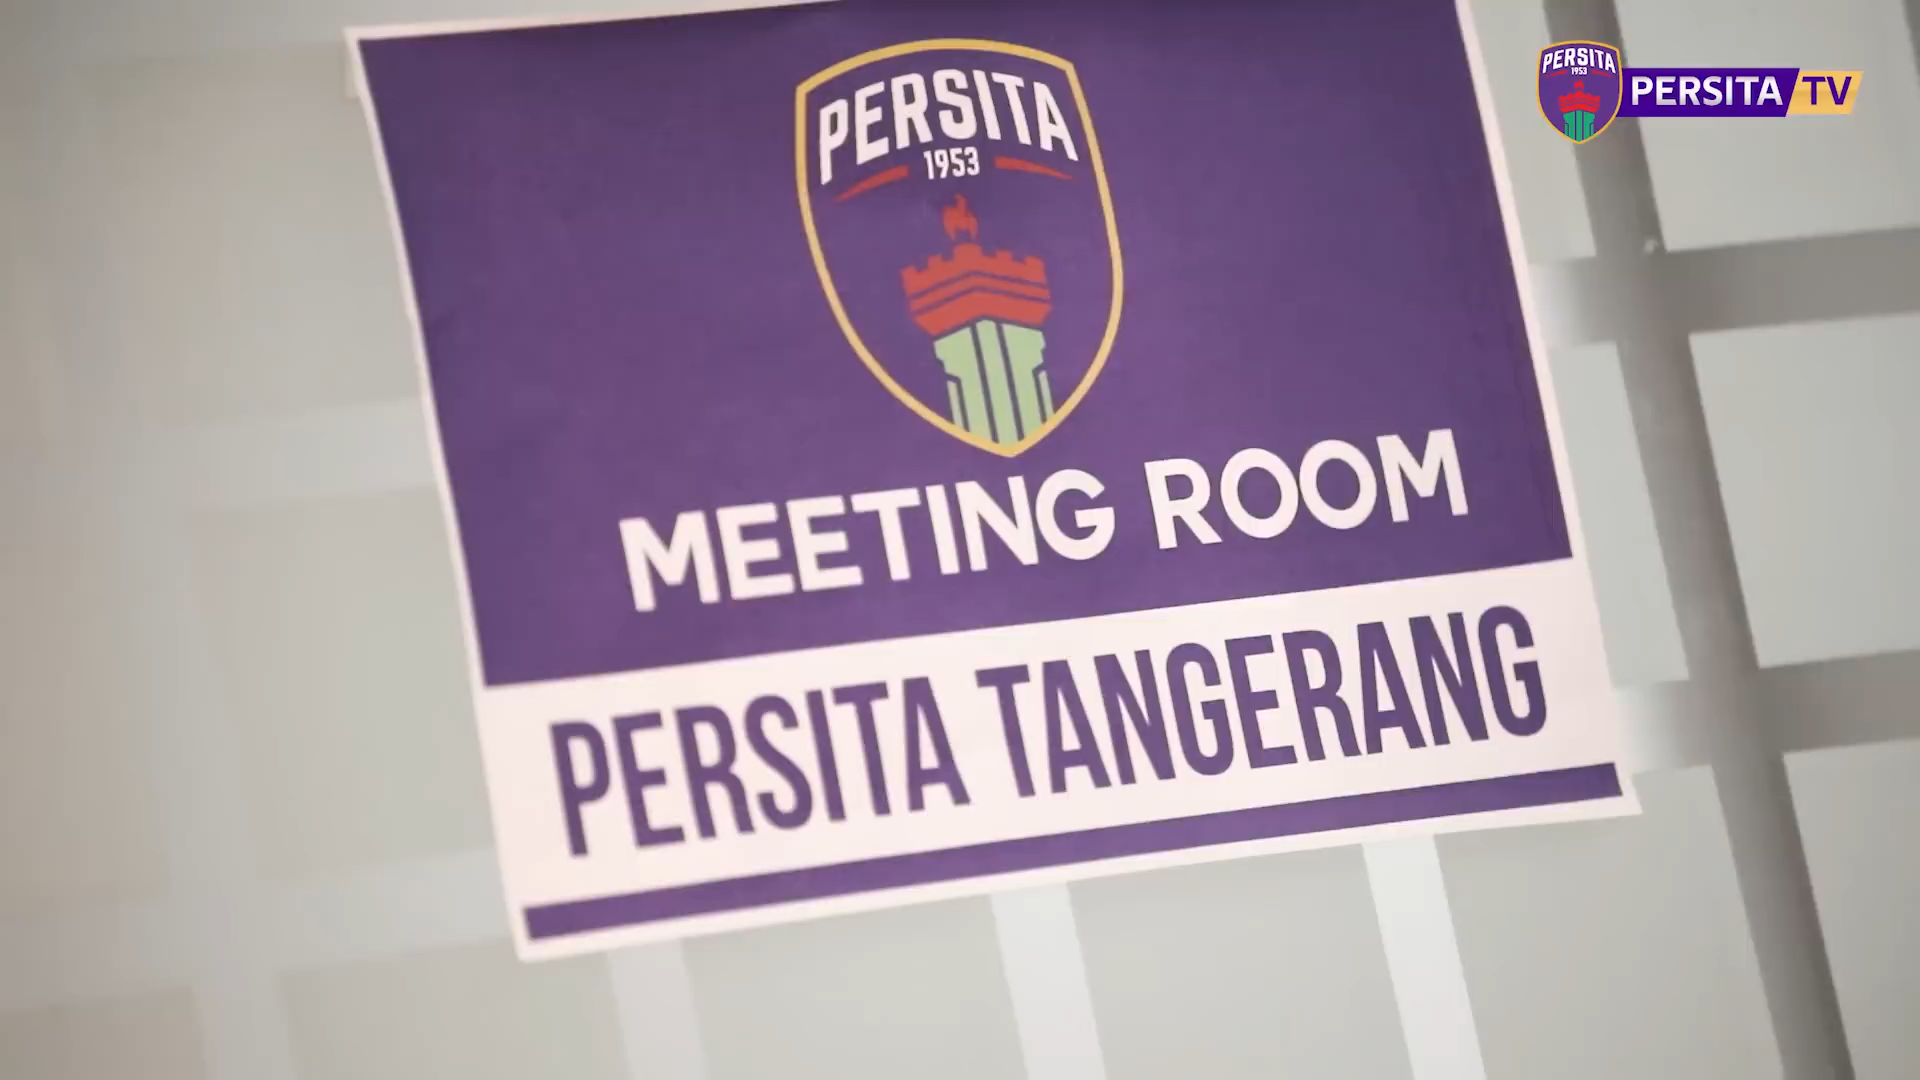 PERSITA
1953
MEETING ROOM
PERSITA TANGERANG
PERSITA
1953
PERSITA TV